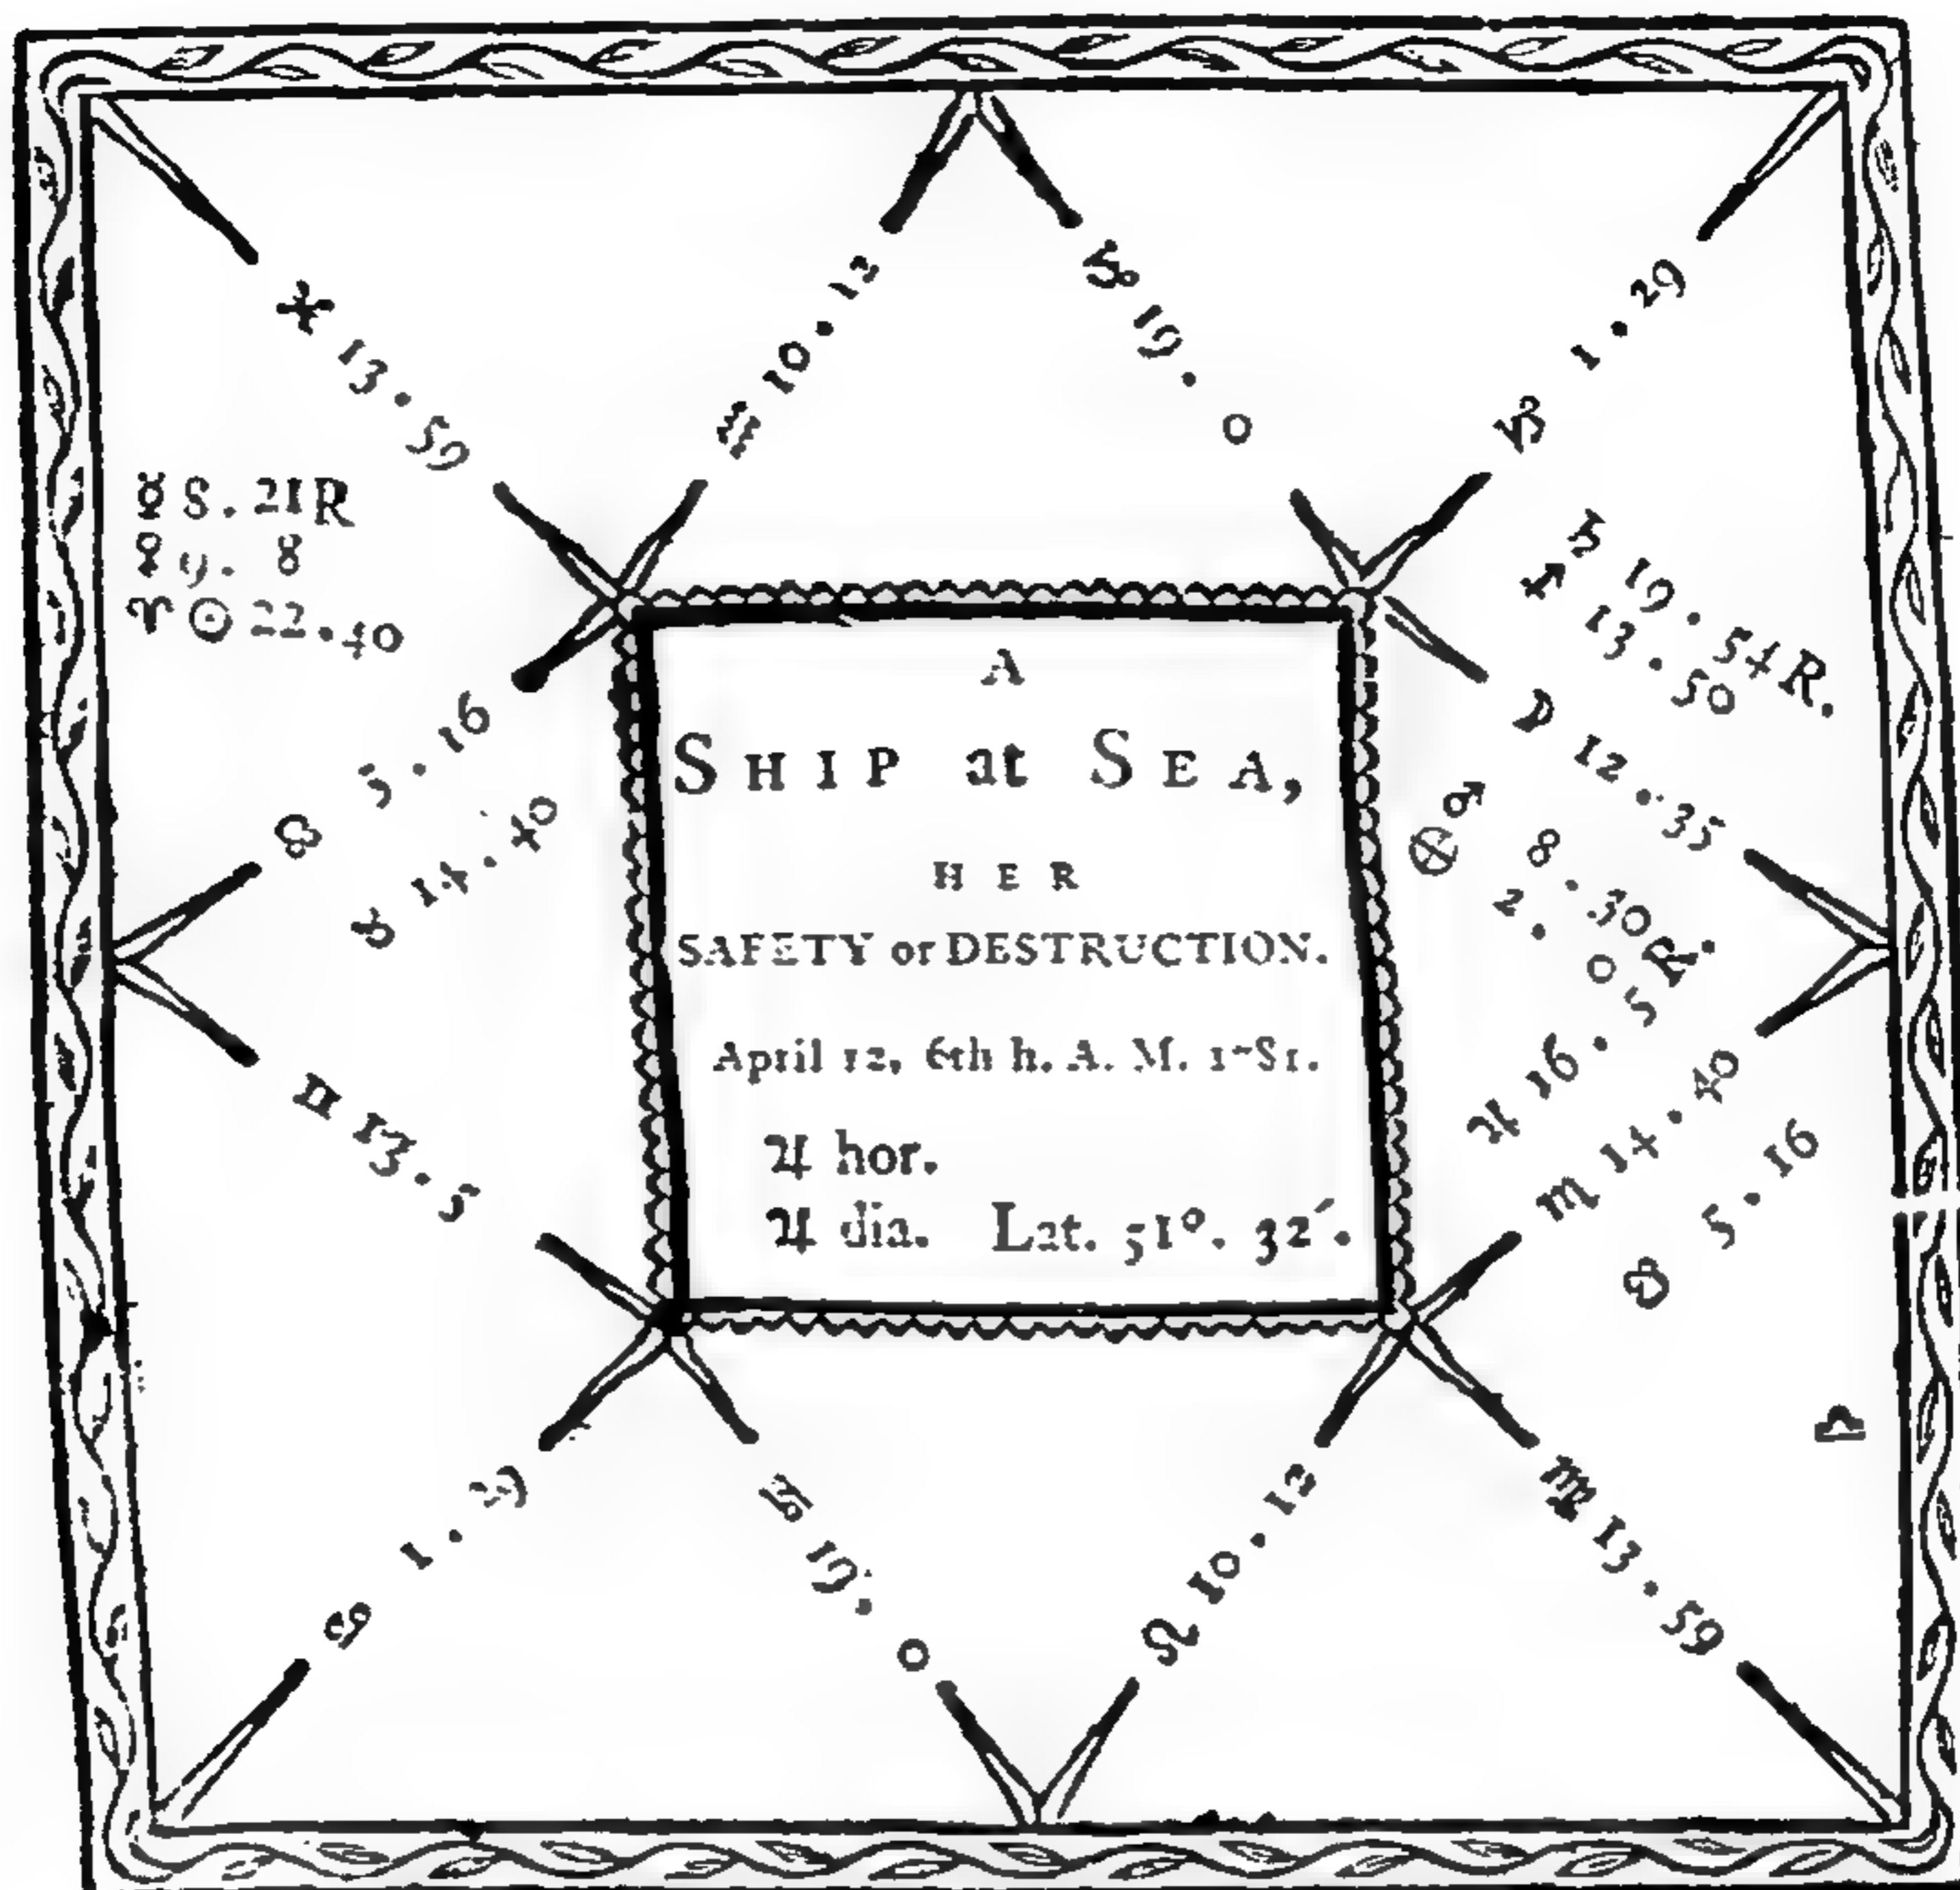 ♓ 13 . 59
♒ 10 . 12
♑ 19 . 0
♑ 1 . 29
☿ 8 . 21 R
♀ 9 . 8
♈ ☉ 22 . 40
♄ 19 . 54 R.
♐ 13 . 50
☽ 12 . 35
♂ 8 . 30 R.
⊗ 2 . 0
♃ 16 . 5
☊ 5 . 16
♉ 14 . 40
A
SHIP at SEA,
HER
SAFETY or DESTRUCTION.
April 12, 6th h. A. M. 1781.
♃ hor.
♃ dia. Lat. 51°. 32′.
♊ 13 . 5
♏ 14 . 40
☋ 5 . 16
♎
♋ 1 . 29
♋ 19 . 0
♌ 10 . 12
♍ 13 . 59